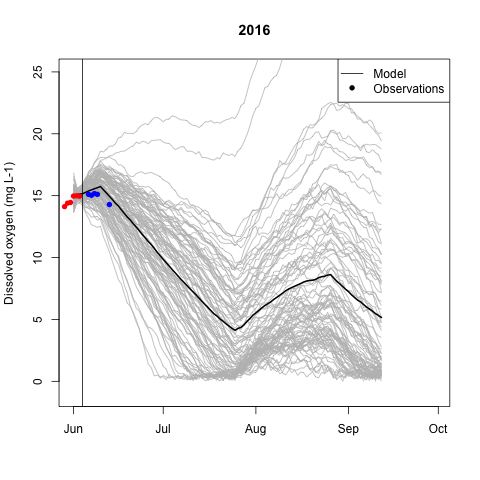 2016
Dissolved oxygen (mg L-1)
25
20
15
10
5
0
Model
Observations
Jun
Jul
Aug
Sep
Oct